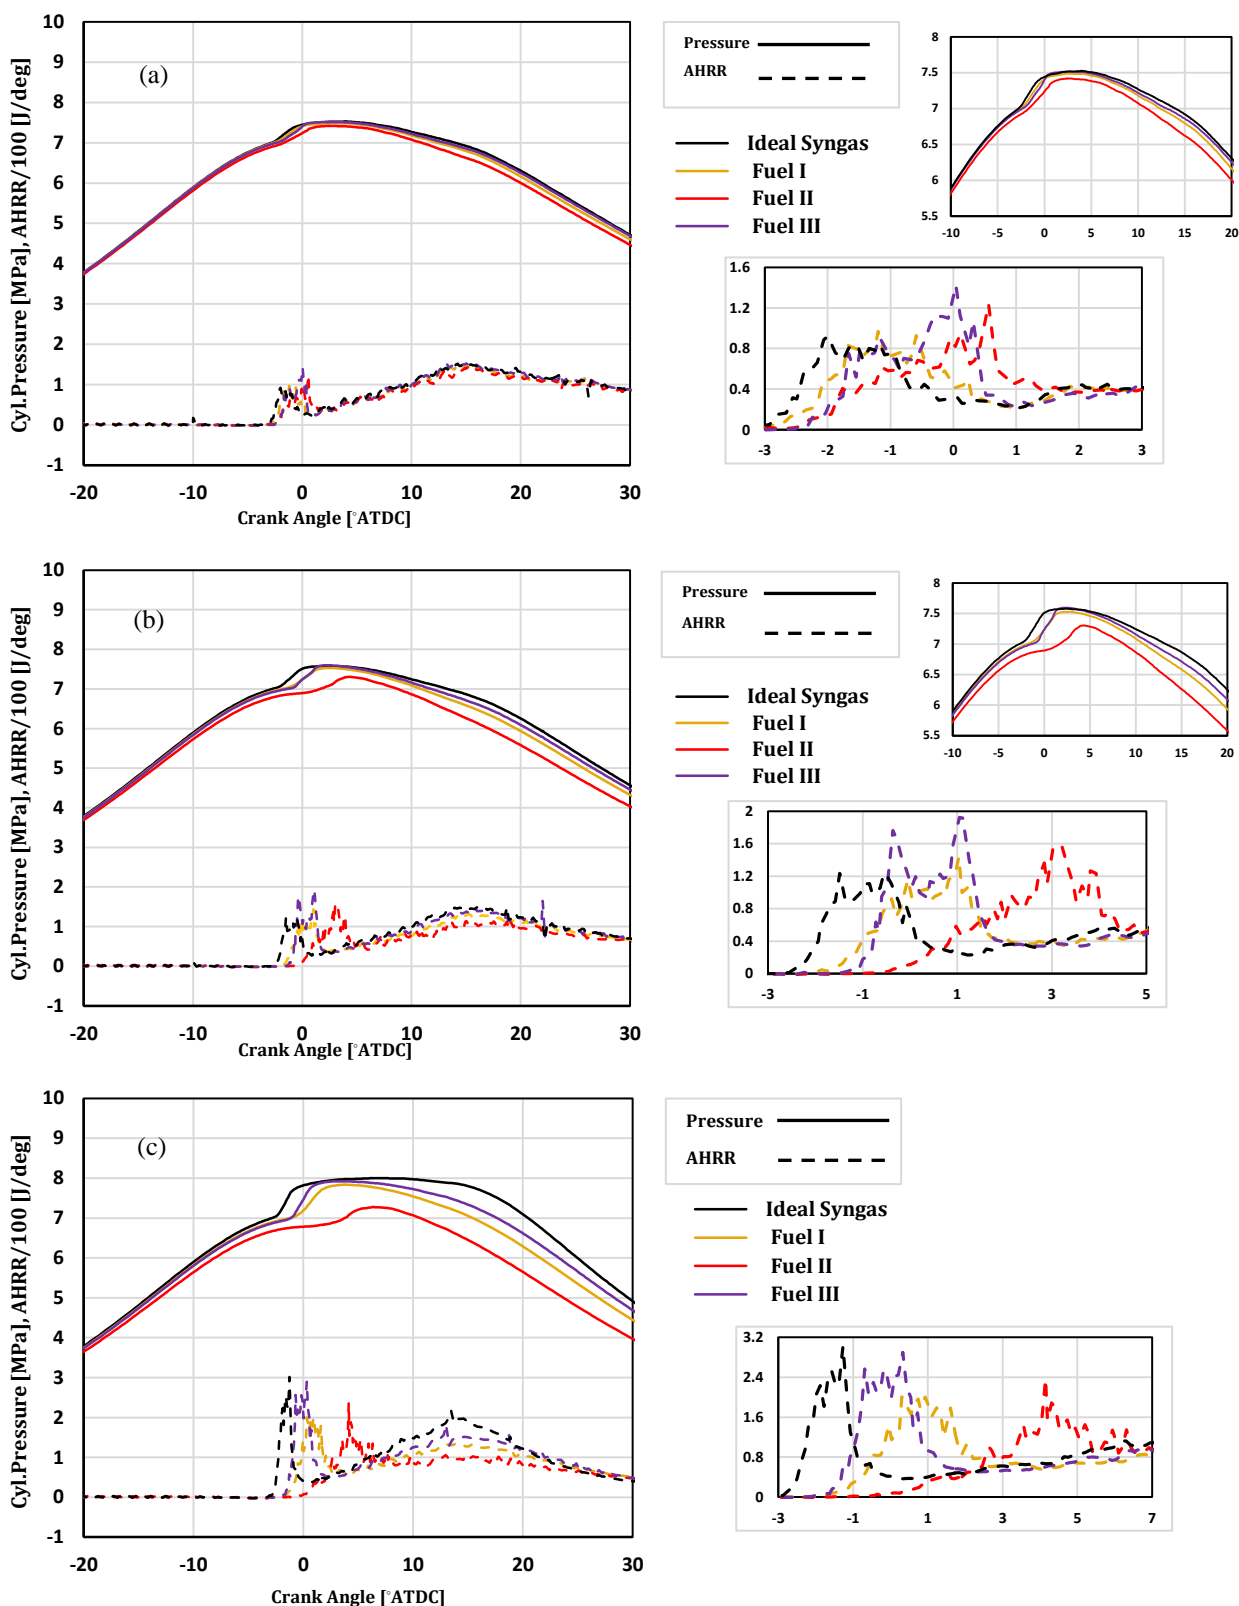 (a)
Cyl.Pressure [MPa], AHRR/100 [J/deg]
10
9
8
7
6
5
4
3
2
1
0
-1
-20 -10 0 10 20 30
Crank Angle [°ATDC]
Pressure
AHRR
Ideal Syngas
Fuel I
Fuel II
Fuel III
8
7.5
7
6.5
6
5.5
-10 -5 0 5 10 15 20
1.6
1.2
0.8
0.4
0
-3 -2 -1 0 1 3
(b)
Cyl.Pressure [MPa], AHRR/100 [J/deg]
10
9
8
7
6
5
4
3
2
1
0
-1
-20 -10 0 10 20 30
Crank Angle [°ATDC]
Pressure
AHRR
Ideal Syngas
Fuel I
Fuel II
Fuel III
8
7.5
7
6.5
6
5.5
-10 -5 0 5 10 15 20
2
1.6
1.2
0.8
0.4
0
-3 -1 1 3 5
(c)
Cyl.Pressure [MPa], AHRR/100 [J/deg]
10
9
8
7
6
5
4
3
2
1
0
-1
-20 -10 0 10 20 30
Crank Angle [°ATDC]
Pressure
AHRR
Ideal Syngas
Fuel I
Fuel II
Fuel III
3.2
2.4
1.6
0.8
0
-3 -1 1 3 5 7